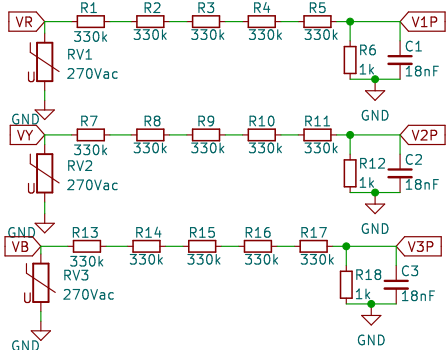 VR R1 R2 R3 R4 R5 V1P
330k 330k 330k 330k 330k
RV1 R6 C1
270Vac 1k 18nF
GND GND
VY R7 R8 R9 R10 R11 V2P
330k 330k 330k 330k 330k
RV2 R12 C2
U 270Vac 1k 18nF
GND GND
VB R13 R14 R15 R16 R17 V3P
330k 330k 330k 330k 330k
RV3 R18 C3
U 270Vac 1k 18nF
GND GND